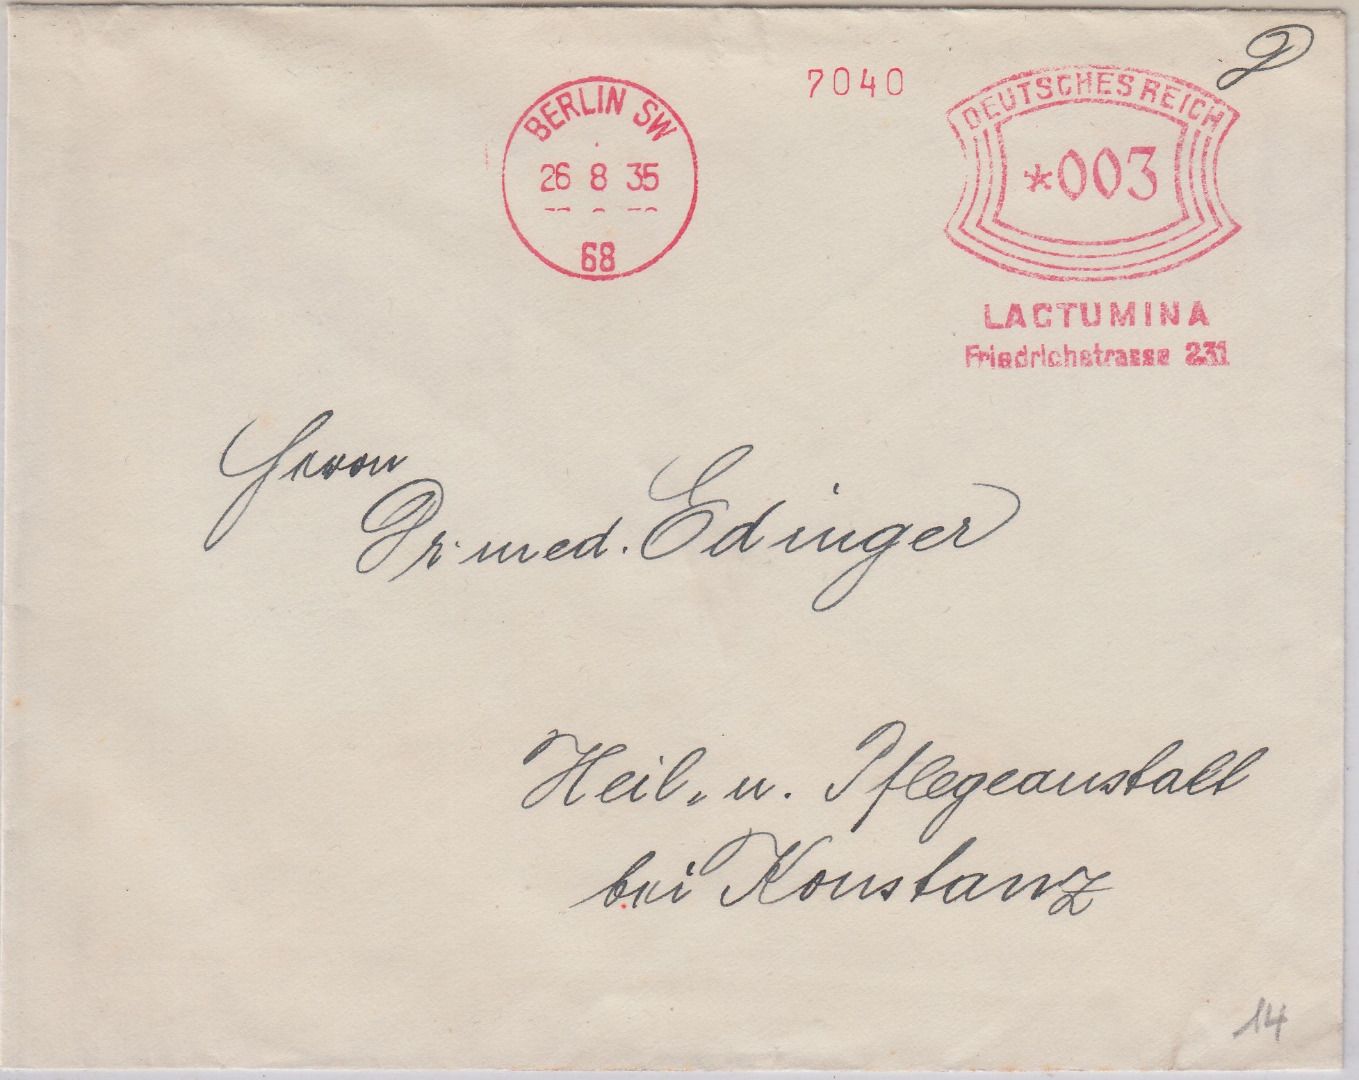 7040
BERLIN SW
26 8 35
68
DEUTSCHES REICH
*003
LACTUMINA
Friedrichstrasse 231
Herrn
Dr. med. Edinger
Heil- u. Pflegeanstalt
bei Konstanz
14